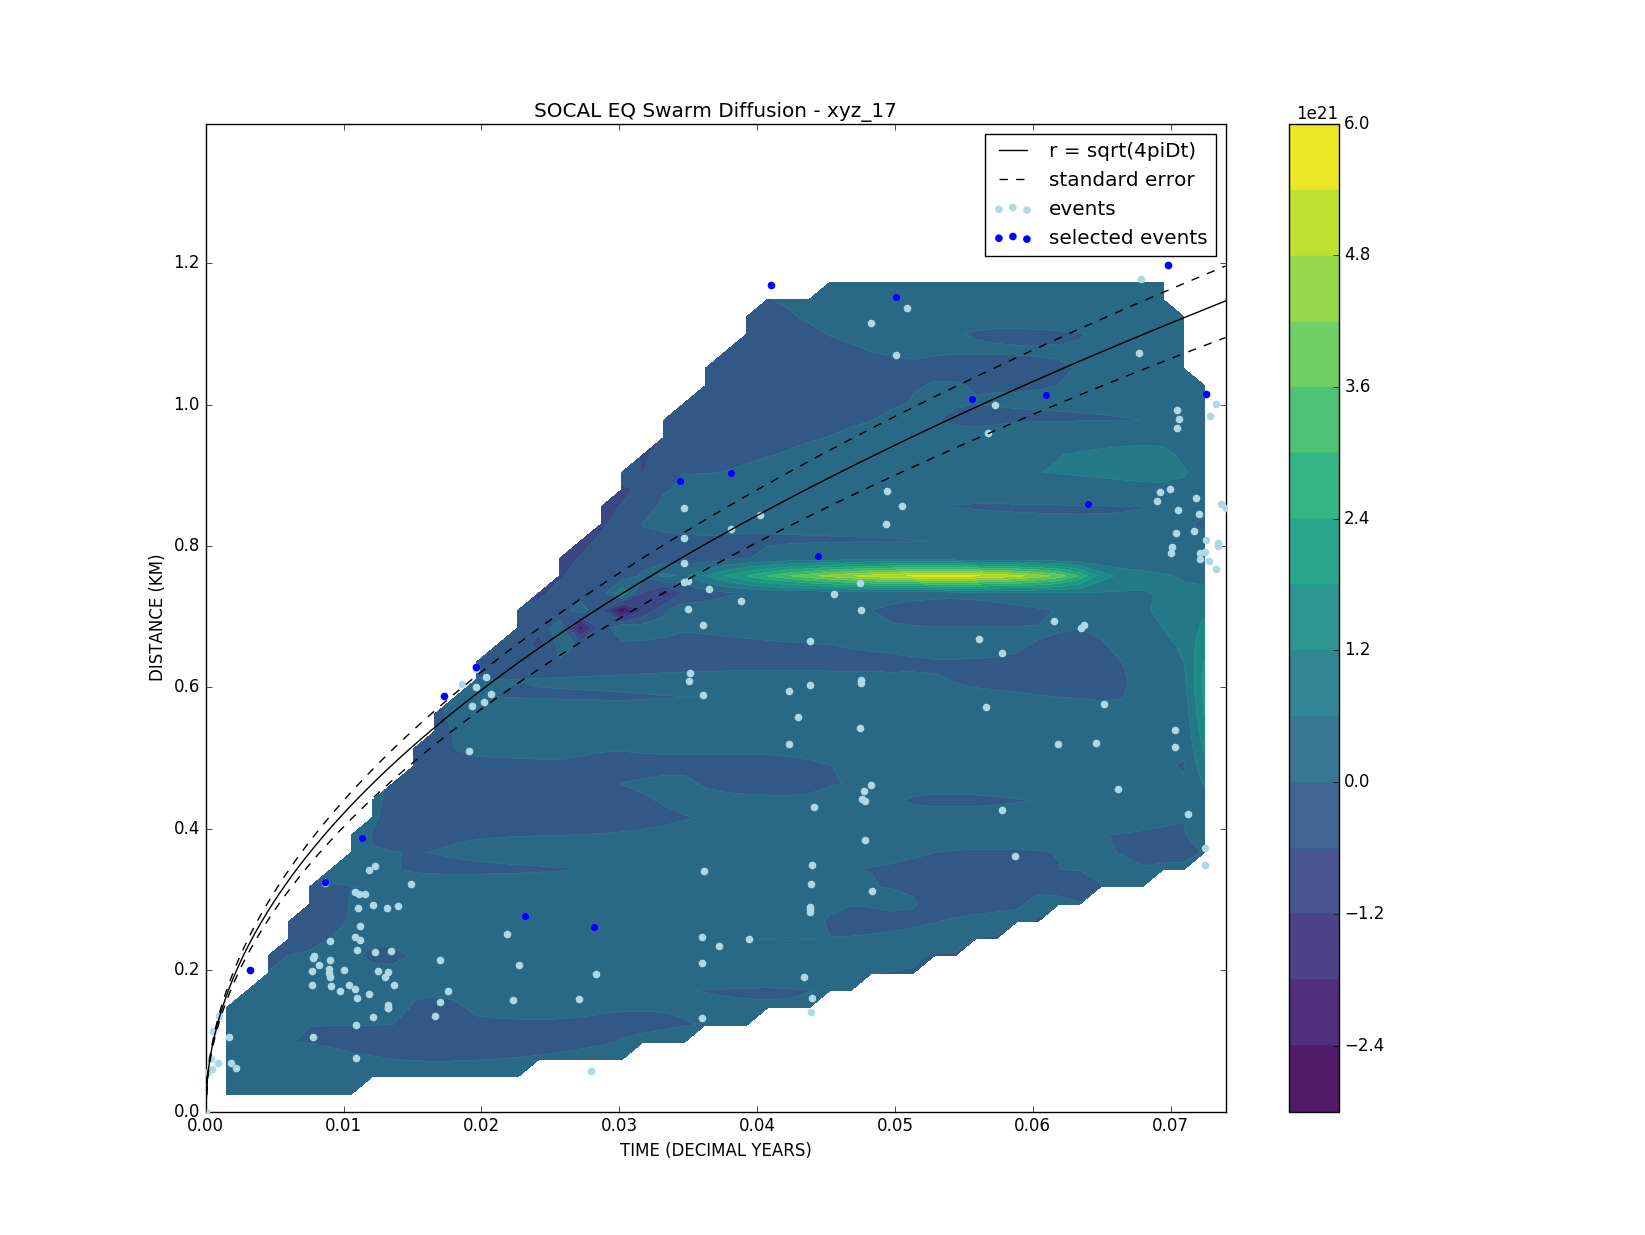 SOCAL EQ Swarm Diffusion - xyz_17
1e21
r = sqrt(4piDt)
standard error
events
selected events
1.2
1.0
0.8
0.6
0.4
0.2
0.0
DISTANCE (KM)
0.00 0.01 0.02 0.03 0.04 0.05 0.06 0.07
TIME (DECIMAL YEARS)
6.0
4.8
3.6
2.4
1.2
0.0
−1.2
−2.4